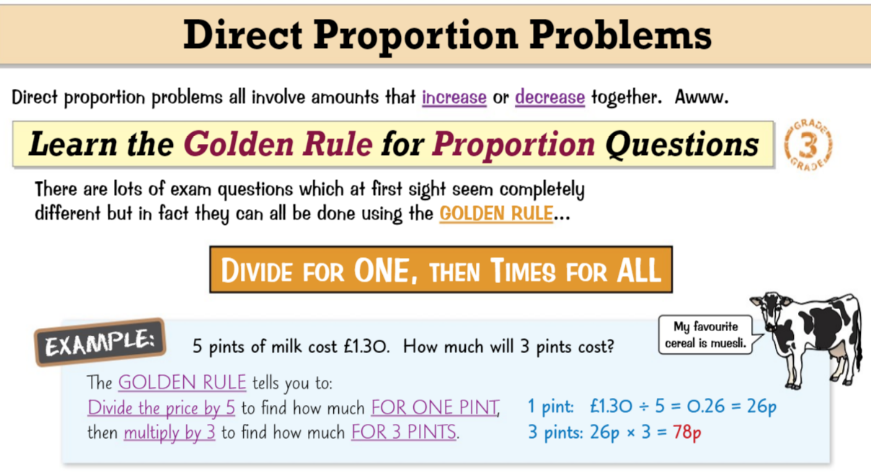 Direct Proportion Problems
Direct proportion problems all involve amounts that increase or decrease together. Awww.
Learn the Golden Rule for Proportion Questions
GRADE
3
GRADE
There are lots of exam questions which at first sight seem completely
different but in fact they can all be done using the GOLDEN RULE...
DIVIDE FOR ONE, THEN TIMES FOR ALL
My favourite
cereal is muesli.
EXAMPLE:
5 pints of milk cost £1.30. How much will 3 pints cost?
The GOLDEN RULE tells you to:
Divide the price by 5 to find how much FOR ONE PINT, 1 pint: £1.30 ÷ 5 = 0.26 = 26p
then multiply by 3 to find how much FOR 3 PINTS. 3 pints: 26p × 3 = 78p